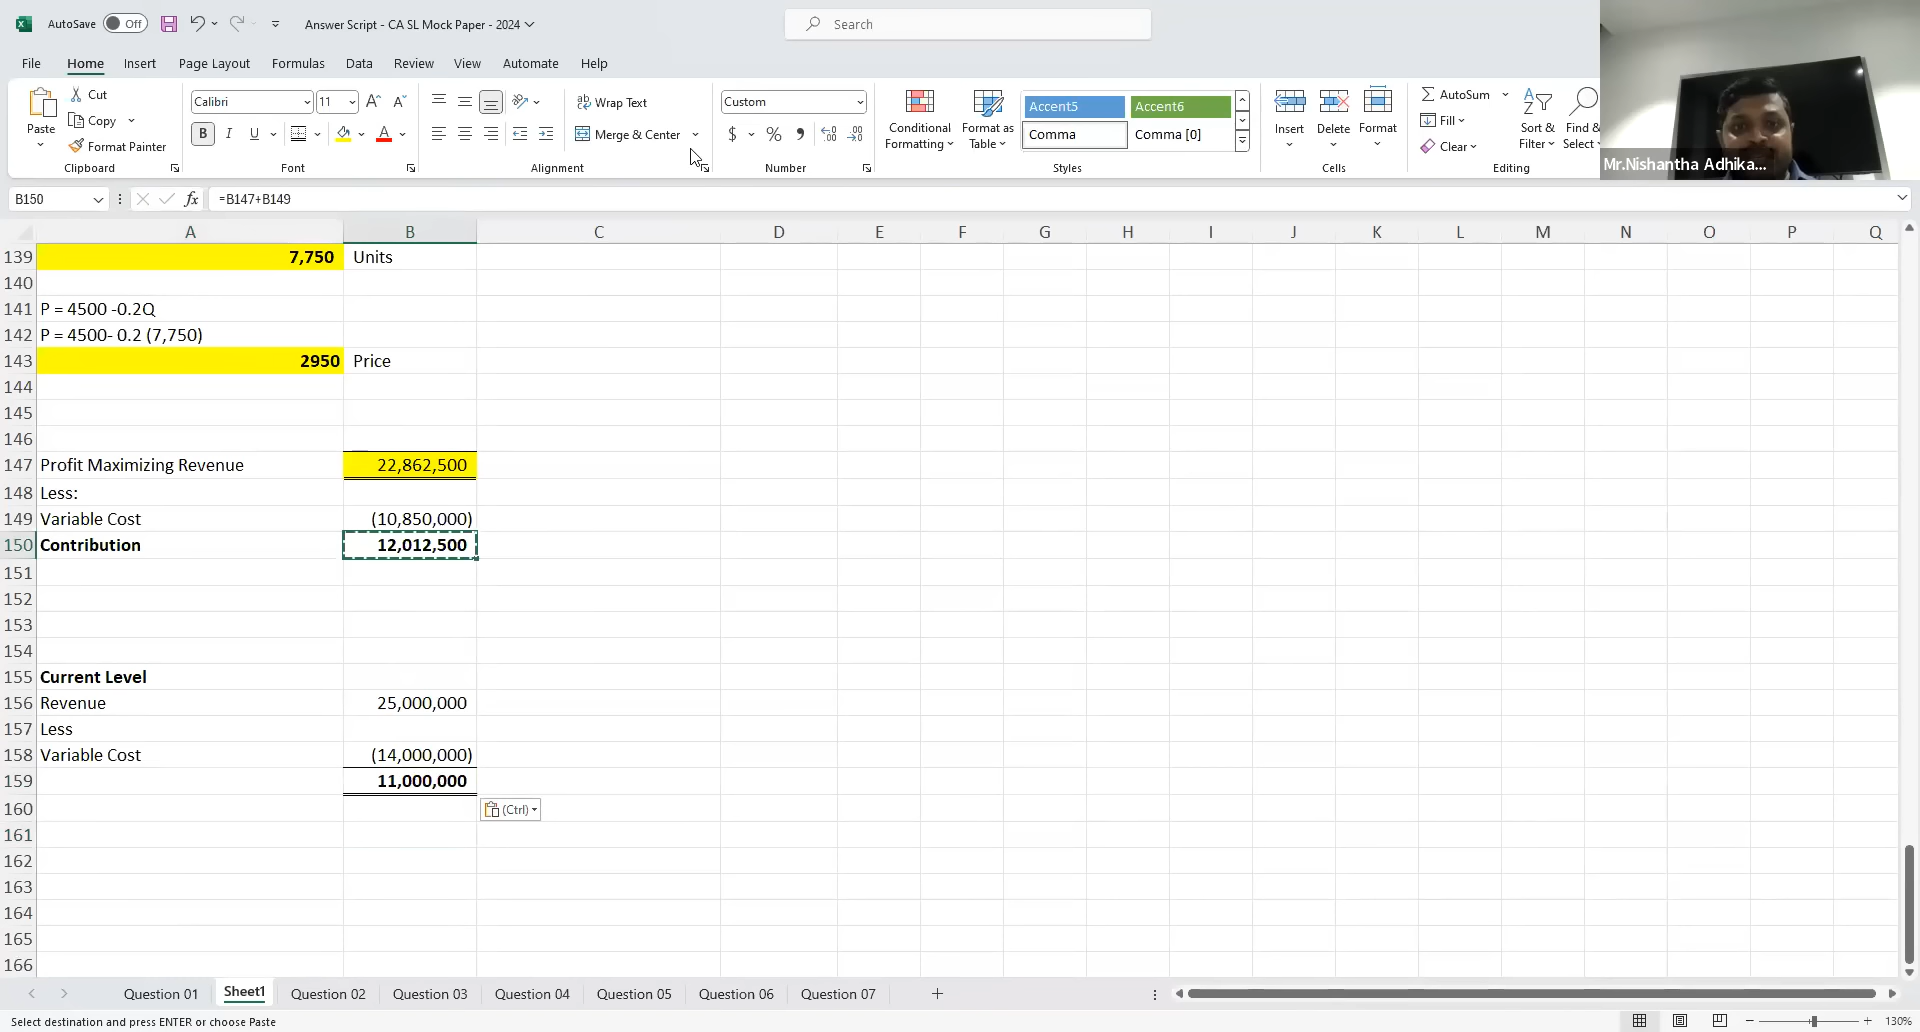 AutoSave Off Answer Script - CA SL Mock Paper - 2024 Search
File Home Insert Page Layout Formulas Data Review View Automate Help
Paste Cut Copy Format Painter Clipboard
Calibri 11 B I U A Font
Wrap Text Merge & Center Alignment
Custom $ % , Number
Conditional Formatting Format as Table Accent5 Accent6 Comma Comma [0] Styles
Insert Delete Format Cells
AutoSum Fill Clear Sort & Filter Find & Select Editing
Mr.Nishantha Adhika...
B150 fx =B147+B149
A B C D E F G H I J K L M N O P Q
139 7,750 Units
140
141 P = 4500 -0.2Q
142 P = 4500- 0.2 (7,750)
143 2950 Price
144
145
146
147 Profit Maximizing Revenue 22,862,500
148 Less:
149 Variable Cost (10,850,000)
150 Contribution 12,012,500
151
152
153
154
155 Current Level
156 Revenue 25,000,000
157 Less
158 Variable Cost (14,000,000)
159 11,000,000
160 (Ctrl)
161
162
163
164
165
166
Question 01 Sheet1 Question 02 Question 03 Question 04 Question 05 Question 06 Question 07
Select destination and press ENTER or choose Paste 130%